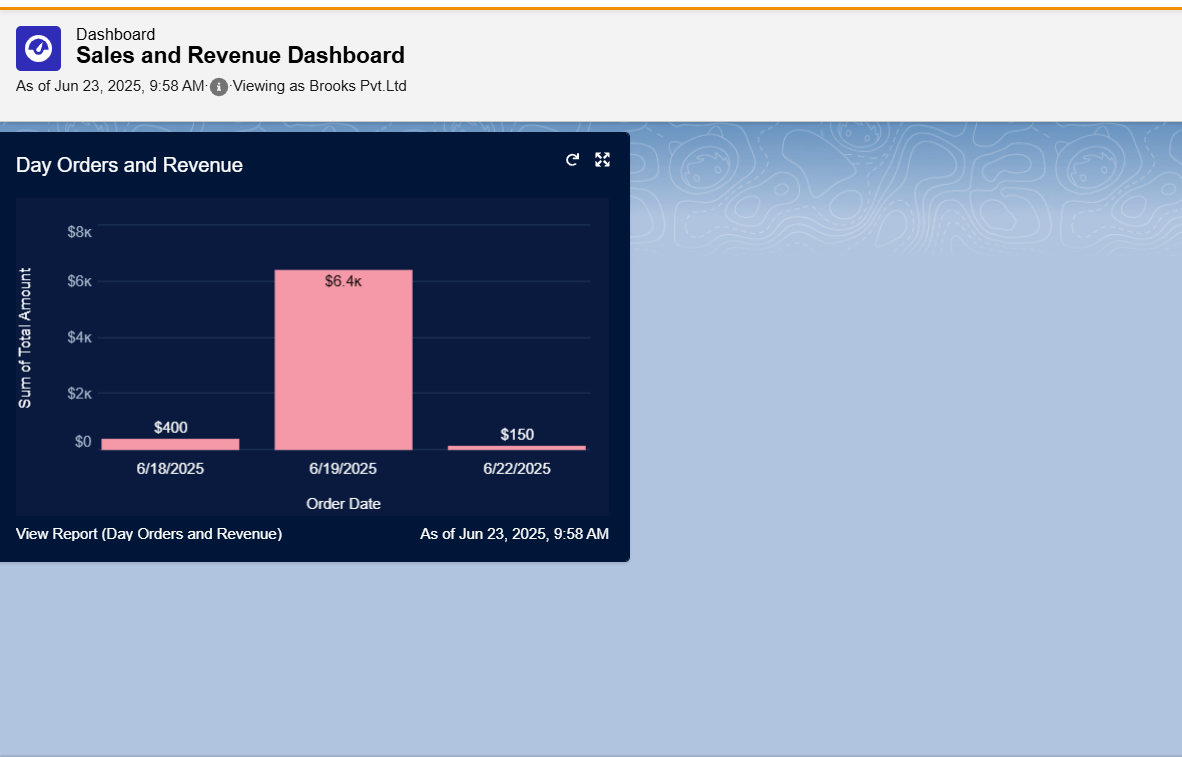 Dashboard
Sales and Revenue Dashboard
As of Jun 23, 2025, 9:58 AM·Viewing as Brooks Pvt.Ltd
Day Orders and Revenue
Sum of Total Amount
$8K
$6K
$4K
$2K
$0
$400
$6.4K
$150
6/18/2025 6/19/2025 6/22/2025
Order Date
View Report (Day Orders and Revenue) As of Jun 23, 2025, 9:58 AM